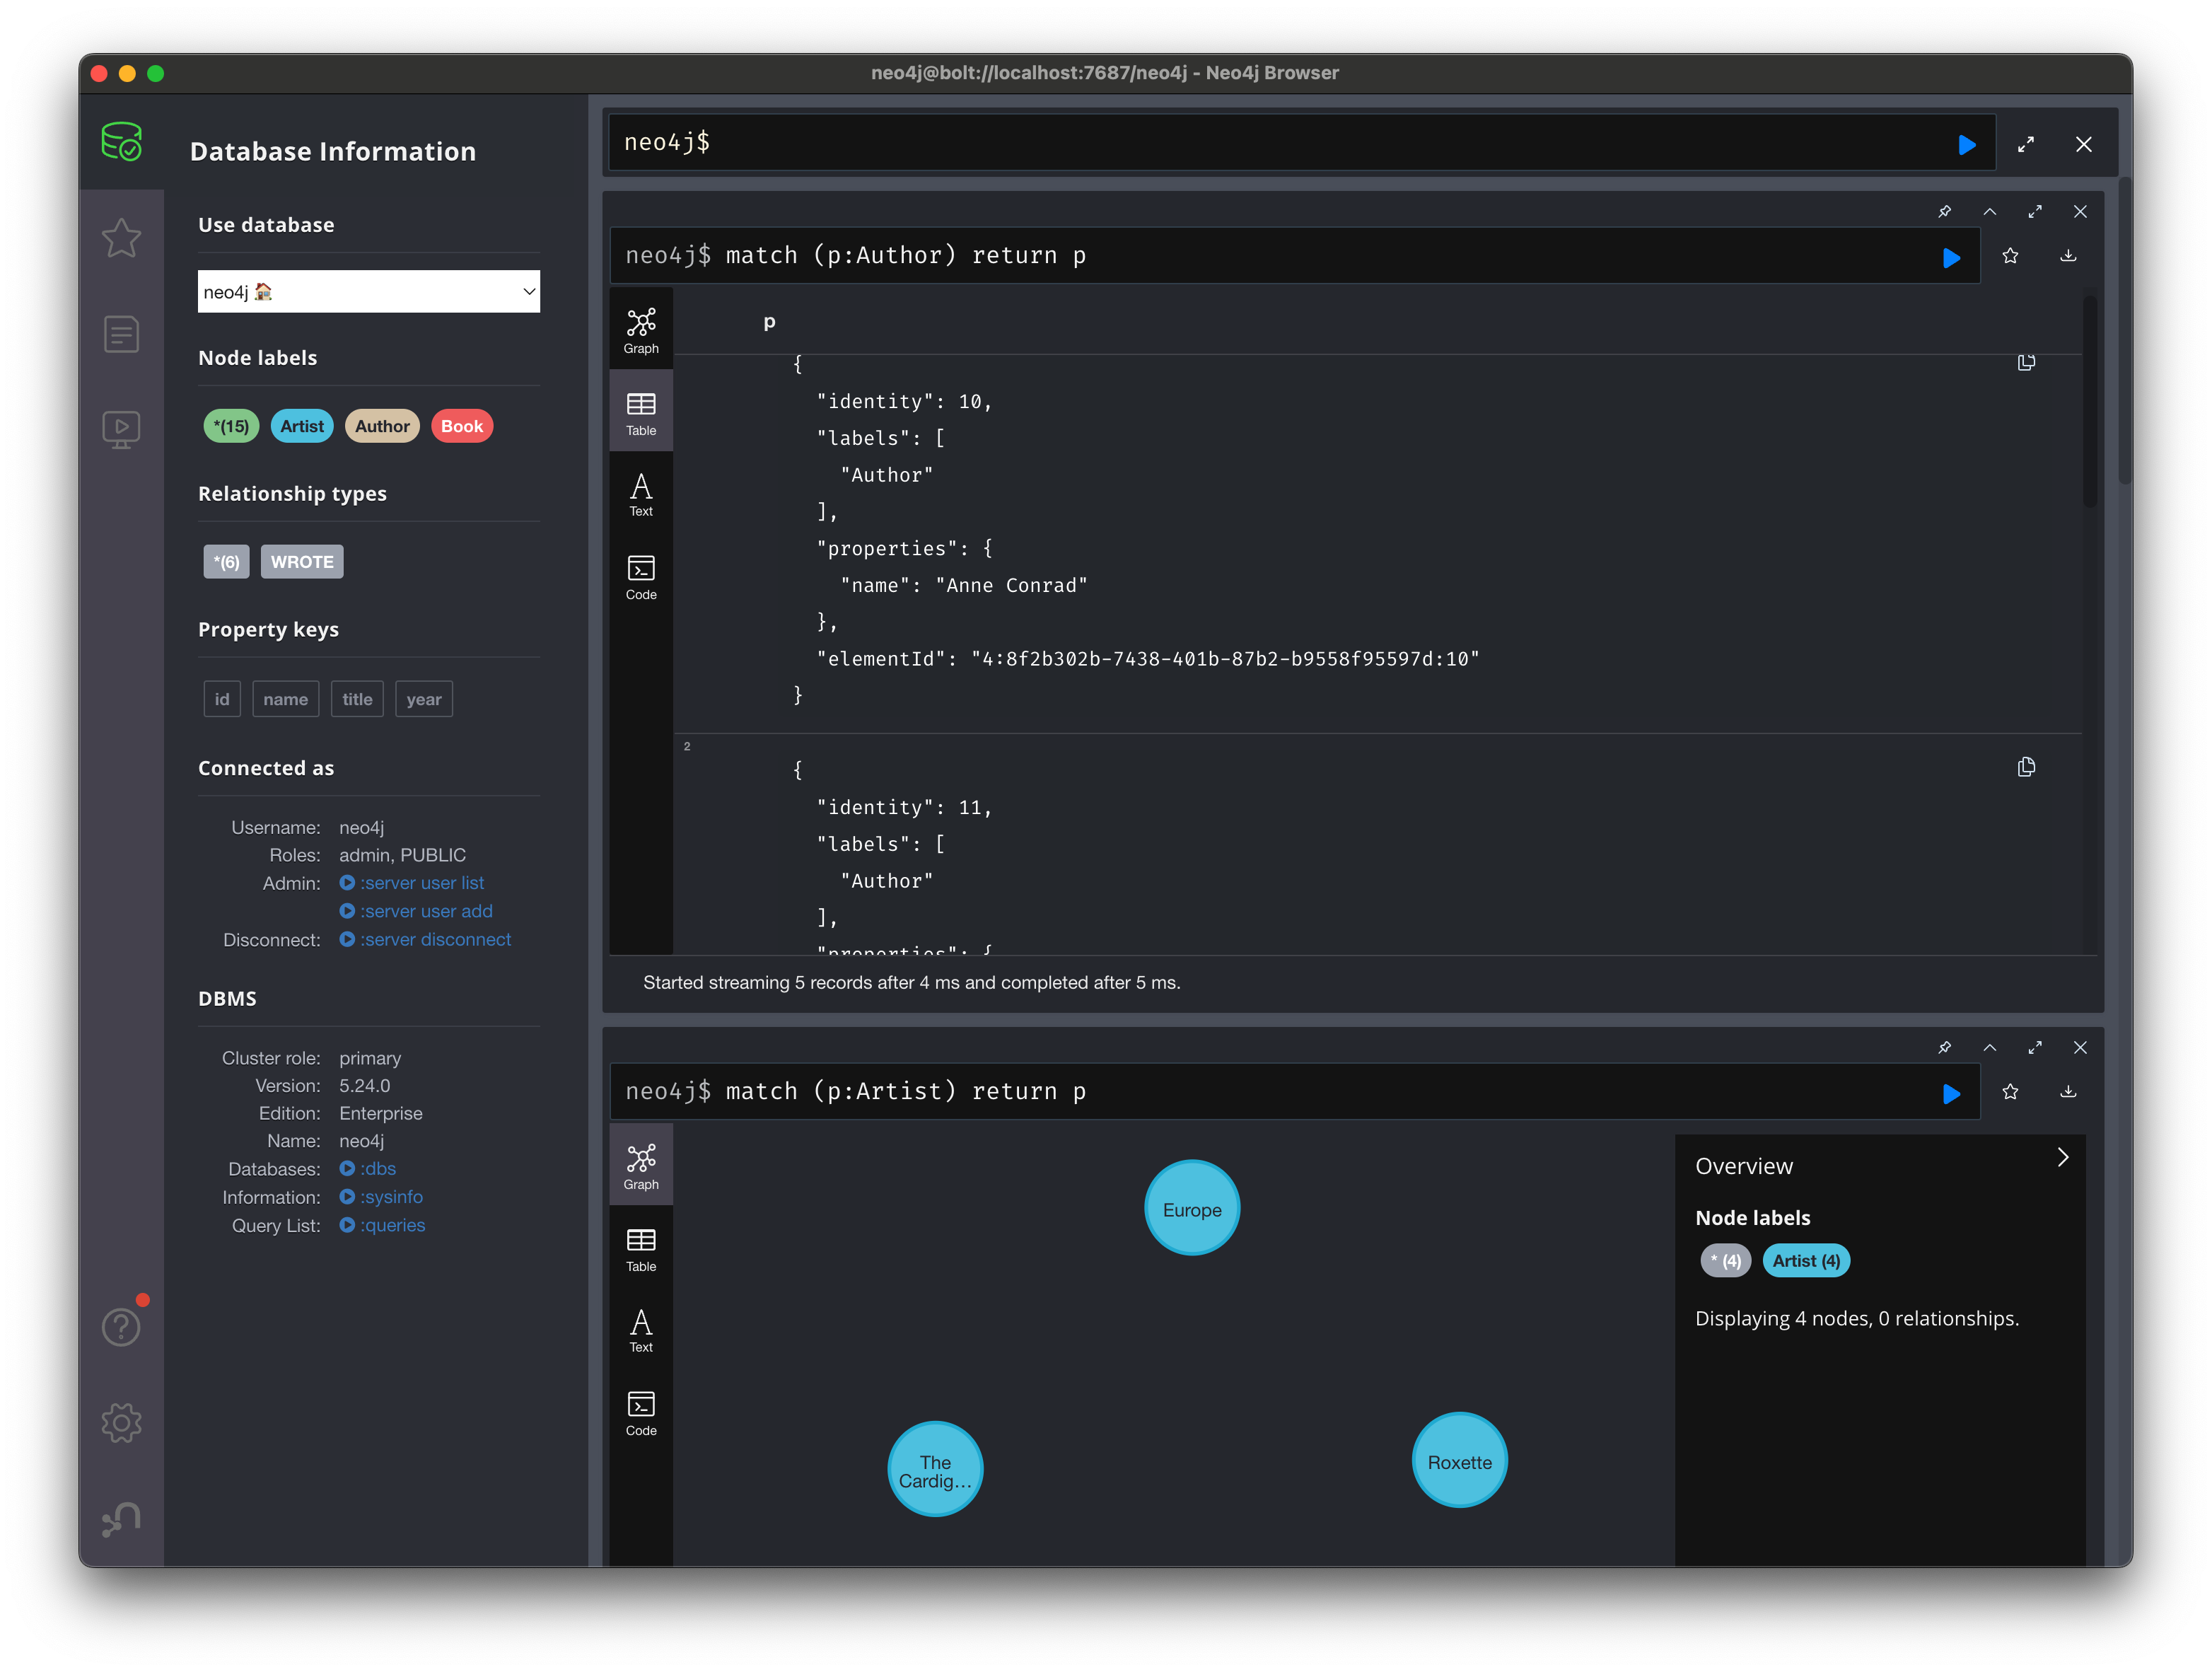 neo4j@bolt://localhost:7687/neo4j - Neo4j Browser
Database Information
Use database
neo4j 🏠
Node labels
*(15) Artist Author Book
Relationship types
*(6) WROTE
Property keys
id name title year
Connected as
Username: neo4j
Roles: admin, PUBLIC
Admin: :server user list
:server user add
Disconnect: :server disconnect
DBMS
Cluster role: primary
Version: 5.24.0
Edition: Enterprise
Name: neo4j
Databases: :dbs
Information: :sysinfo
Query List: :queries
neo4j$
neo4j$ match (p:Author) return p
Graph
Table
Text
Code
p
{
"identity": 10,
"labels": [
"Author"
],
"properties": {
"name": "Anne Conrad"
},
"elementId": "4:8f2b302b-7438-401b-87b2-b9558f95597d:10"
}
2
{
"identity": 11,
"labels": [
"Author"
],
"properties": {
Started streaming 5 records after 4 ms and completed after 5 ms.
neo4j$ match (p:Artist) return p
Graph
Table
Text
Code
Europe
The
Cardig...
Roxette
Overview
Node labels
* (4) Artist (4)
Displaying 4 nodes, 0 relationships.